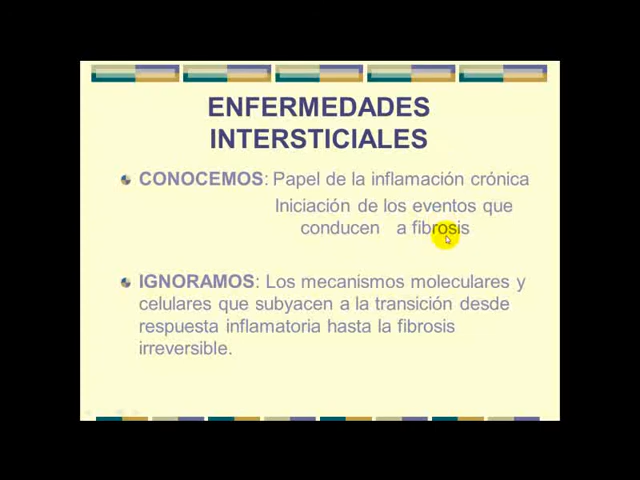 ENFERMEDADES
INTERSTICIALES
CONOCEMOS: Papel de la inflamación crónica
Iniciación de los eventos que
conducen a fibrosis
IGNORAMOS: Los mecanismos moleculares y
celulares que subyacen a la transición desde
respuesta inflamatoria hasta la fibrosis
irreversible.